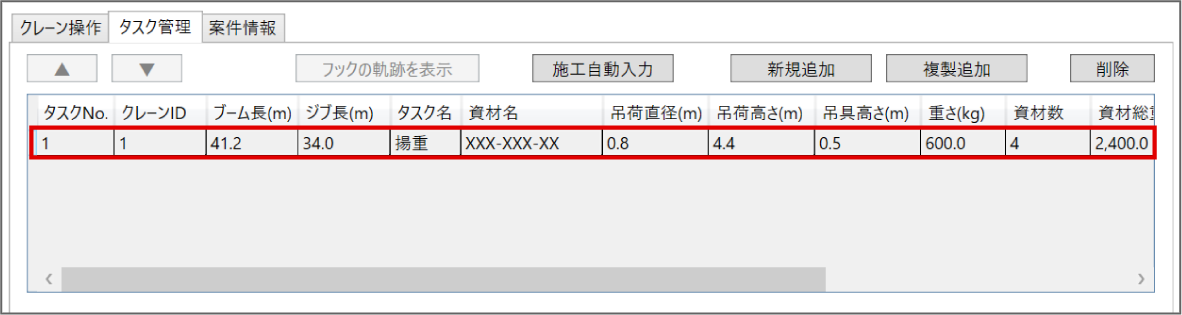 クレーン操作 タスク管理 案件情報
▲ ▼ フックの軌跡を表示 施工自動入力 新規追加 複製追加 削除
タスクNo. クレーンID ブーム長(m) ジブ長(m) タスク名 資材名 吊荷直径(m) 吊荷高さ(m) 吊具高さ(m) 重さ(kg) 資材数 資材総重
1 1 41.2 34.0 揚重 XXX-XXX-XX 0.8 4.4 0.5 600.0 4 2,400.0